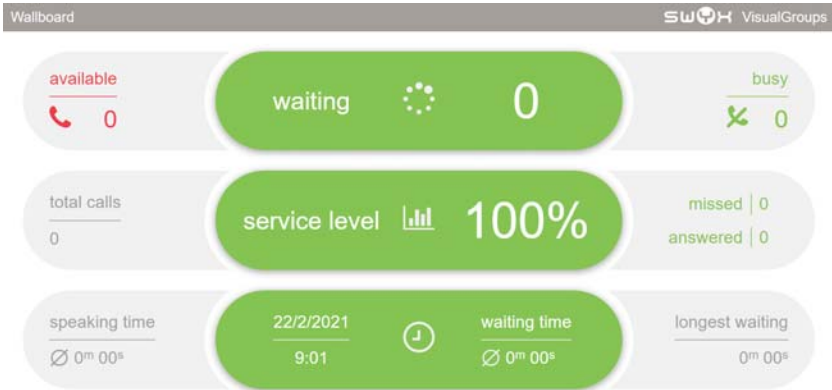 Wallboard
swyx VisualGroups
available
0
waiting 0
busy
0
total calls
0
service level 100%
missed 0
answered 0
speaking time
Ø 0m 00s
22/2/2021
9:01
waiting time
Ø 0m 00s
longest waiting
0m 00s